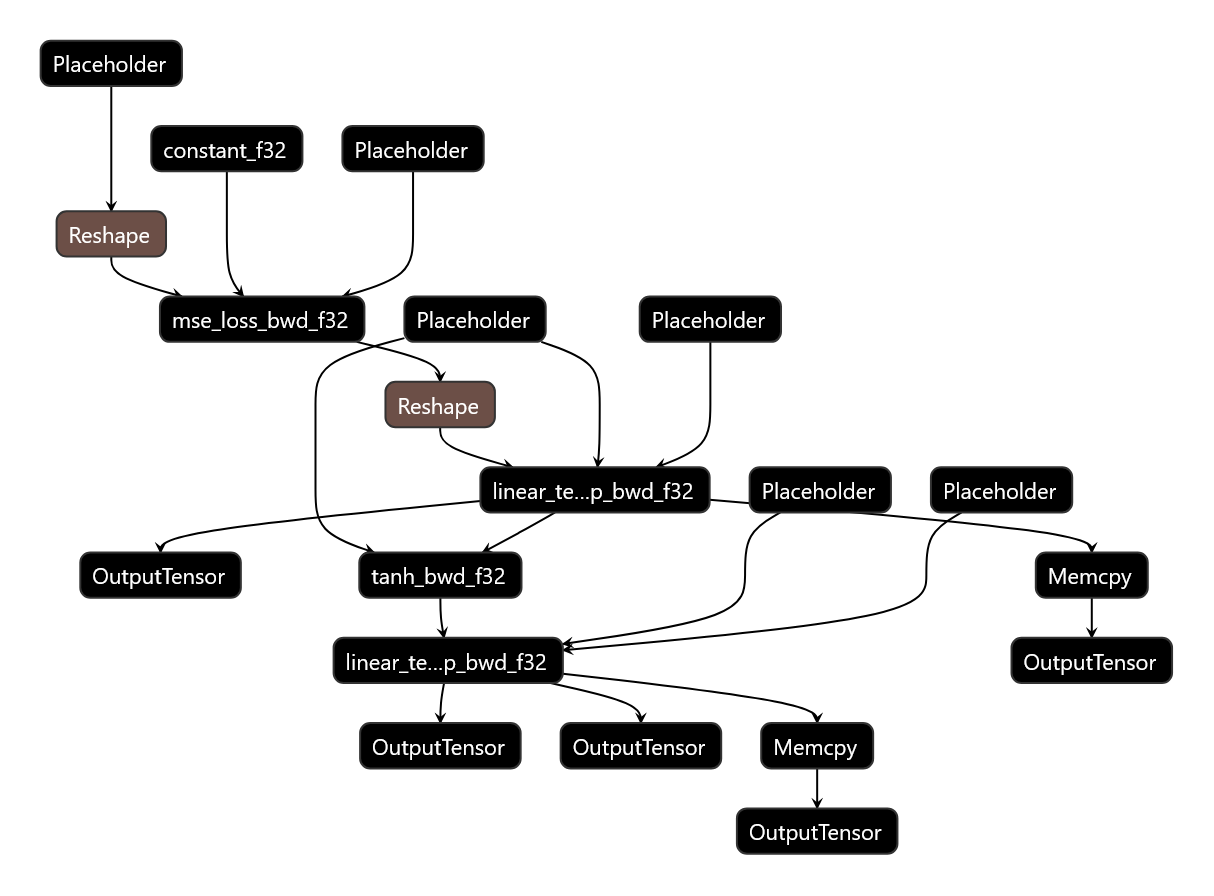 Placeholder
constant_f32
Placeholder
Reshape
mse_loss_bwd_f32
Placeholder
Placeholder
Reshape
linear_te...p_bwd_f32
Placeholder
Placeholder
OutputTensor
tanh_bwd_f32
Memcpy
linear_te...p_bwd_f32
OutputTensor
OutputTensor
OutputTensor
Memcpy
OutputTensor